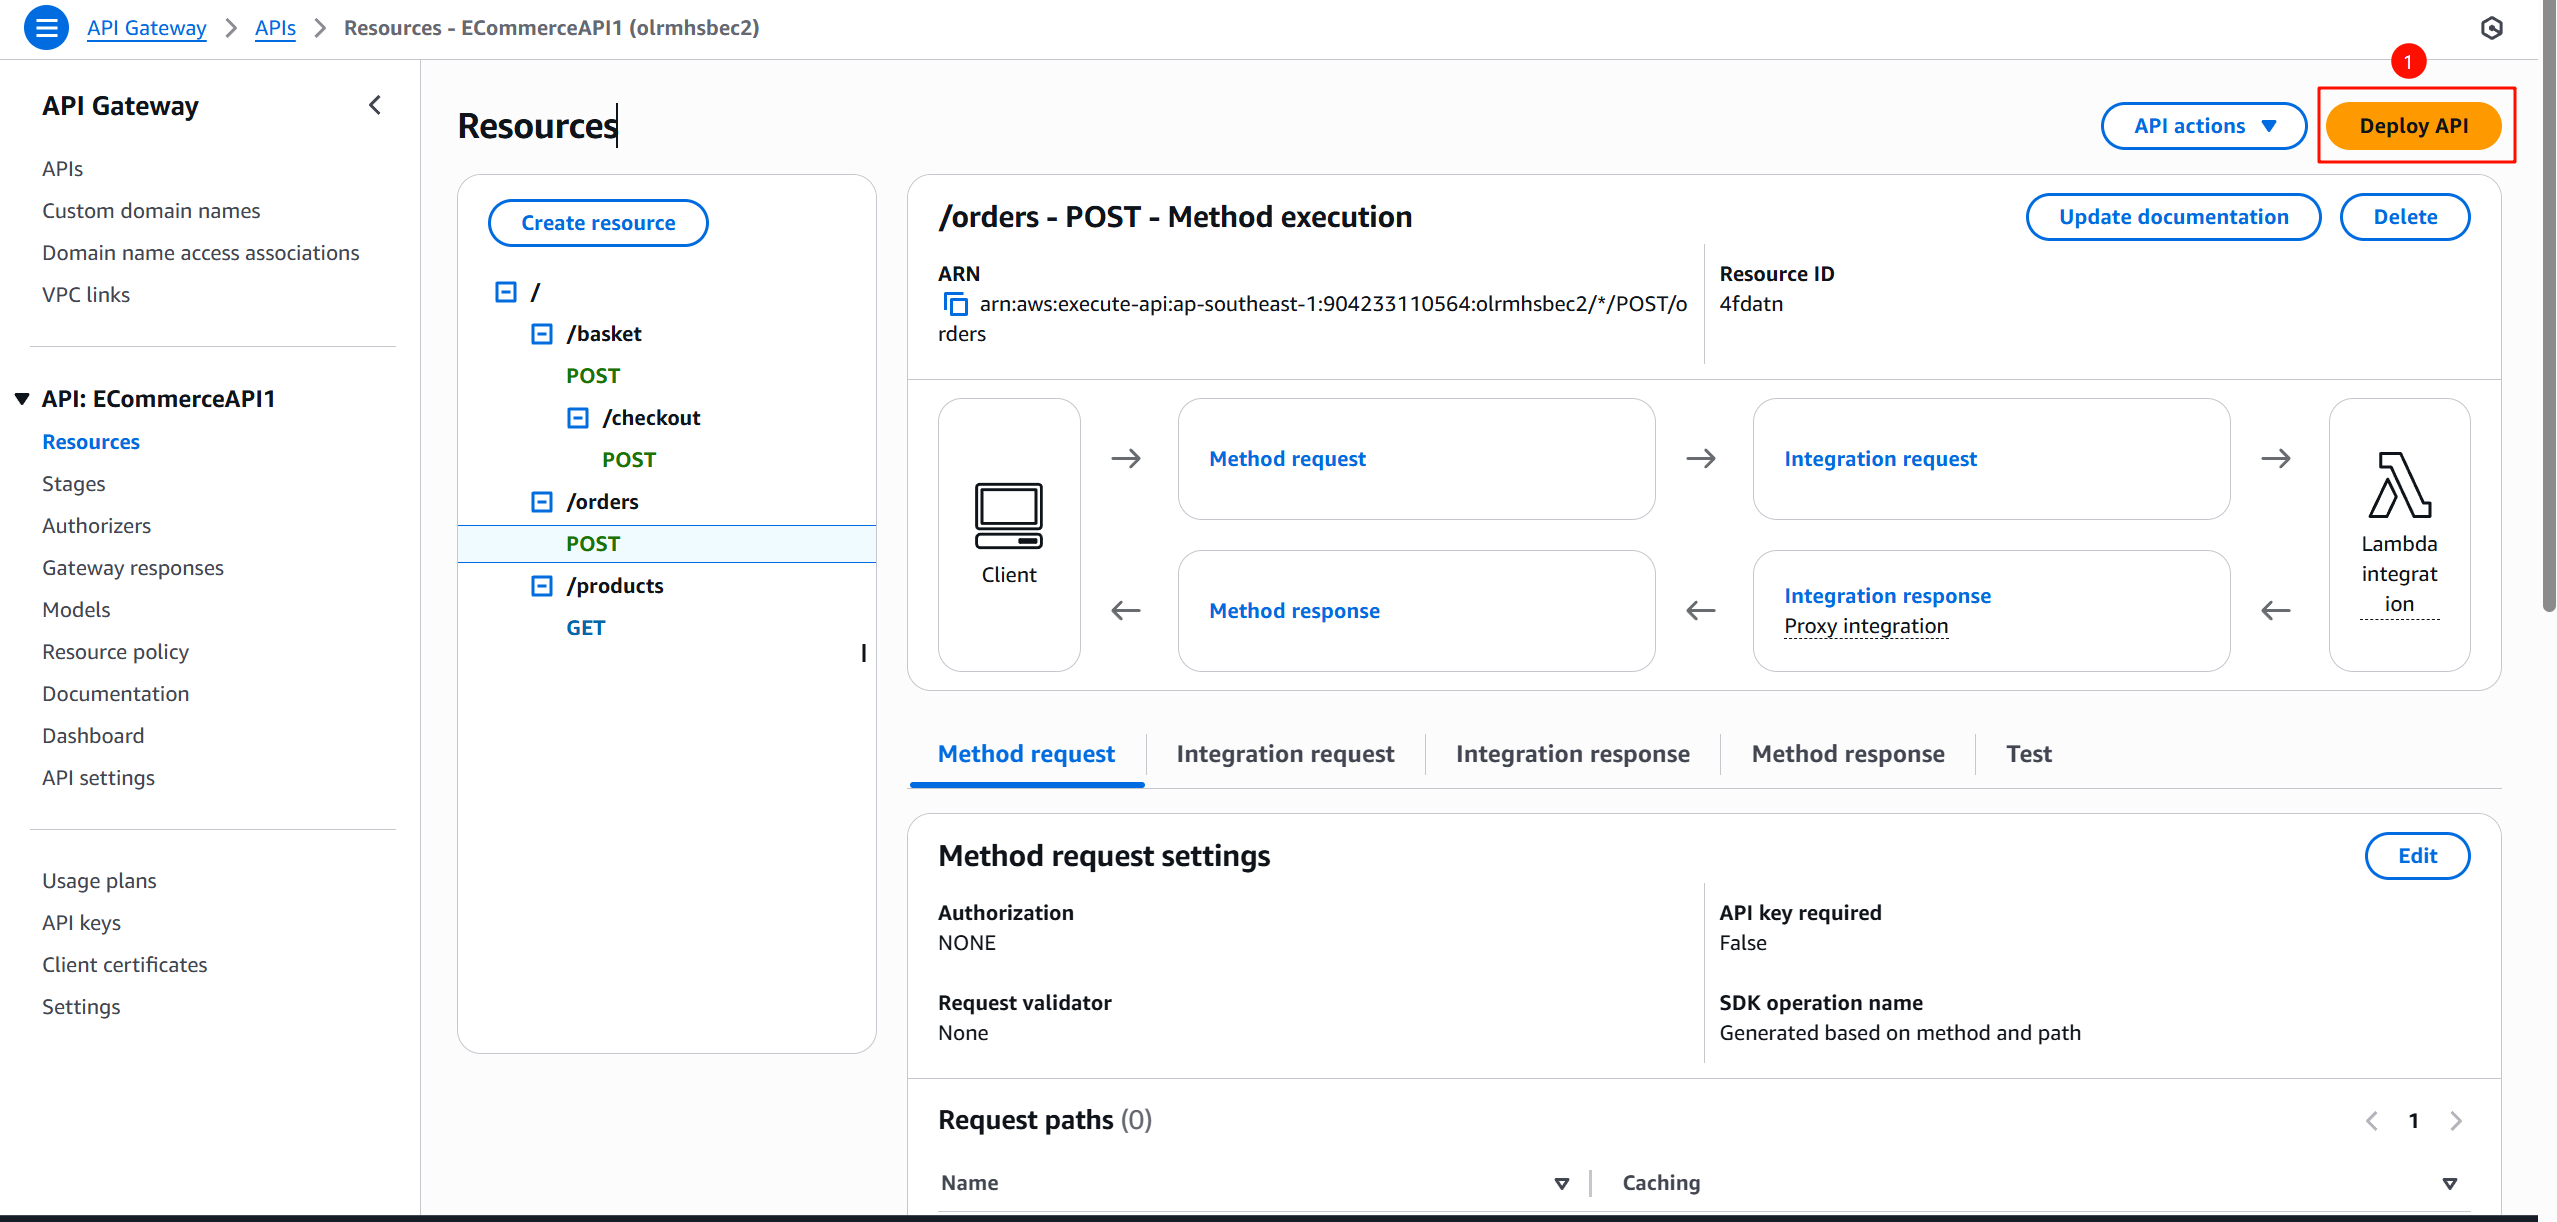 API Gateway > APIs > Resources - ECommerceAPI1 (olrmhsbec2)
1
API Gateway
APIs
Custom domain names
Domain name access associations
VPC links
API: ECommerceAPI1
Resources
Stages
Authorizers
Gateway responses
Models
Resource policy
Documentation
Dashboard
API settings
Usage plans
API keys
Client certificates
Settings
Resources
API actions
Deploy API
Create resource
/
/basket
POST
/checkout
POST
/orders
POST
/products
GET
/orders - POST - Method execution
Update documentation
Delete
ARN
arn:aws:execute-api:ap-southeast-1:904233110564:olrmhsbec2/*/POST/o
rders
Resource ID
4fdatn
Client
Method request
Integration request
Method response
Integration response
Proxy integration
Lambda
integrat
ion
Method request
Integration request
Integration response
Method response
Test
Method request settings
Edit
Authorization
NONE
API key required
False
Request validator
None
SDK operation name
Generated based on method and path
Request paths (0)
1
Name
Caching